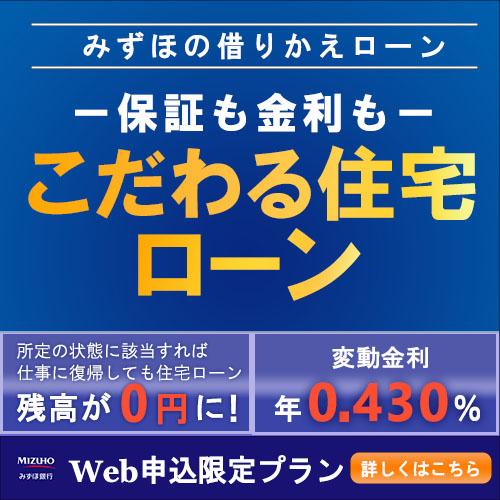 みずほの借りかえローン
ー保証も金利もー
こだわる住宅
ローン
所定の状態に該当すれば
仕事に復帰しても住宅ローン
残高が0円に!
変動金利
年0.430%
MIZUHO
みずほ銀行
Web申込限定プラン
詳しくはこちら